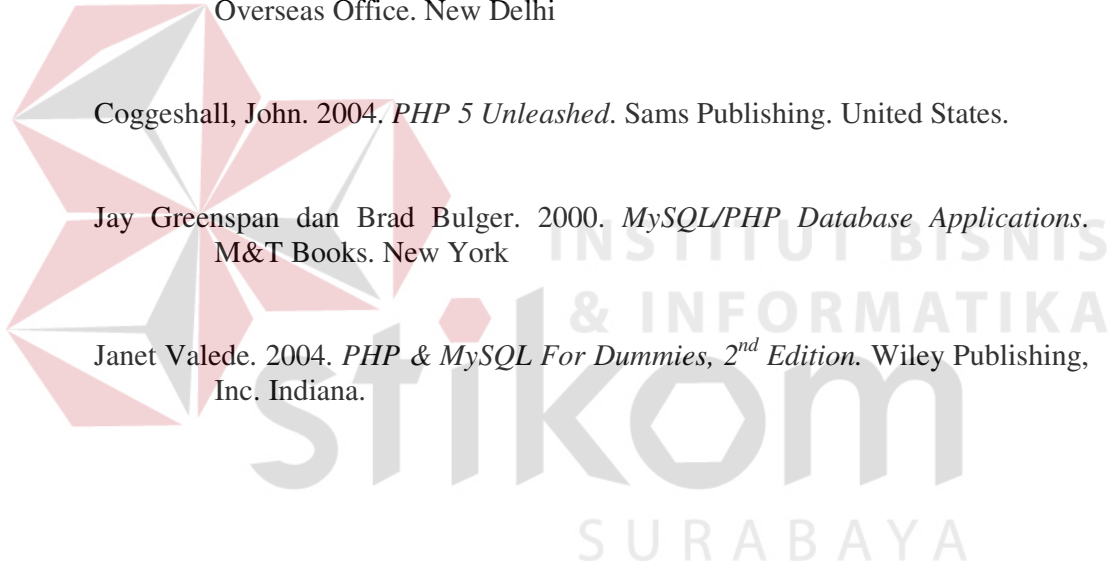 Overseas Office. New Delhi
Coggeshall, John. 2004. PHP 5 Unleashed. Sams Publishing. United States.
Jay Greenspan dan Brad Bulger. 2000. MySQL/PHP Database Applications.
M&T Books. New York
INSTITUT BISNIS
& INFORMATIKA
Janet Valede. 2004. PHP & MySQL For Dummies, 2nd Edition. Wiley Publishing,
Inc. Indiana.
stikom
SURABAYA